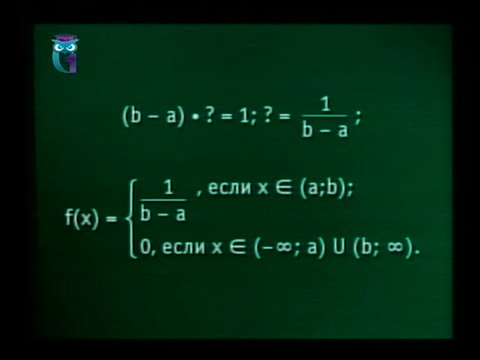 (b – a) • ? = 1; ? = 1/(b – a);
f(x) = { 1/(b – a), если x ∈ (a;b);
0, если x ∈ (–∞; a) U (b; ∞).